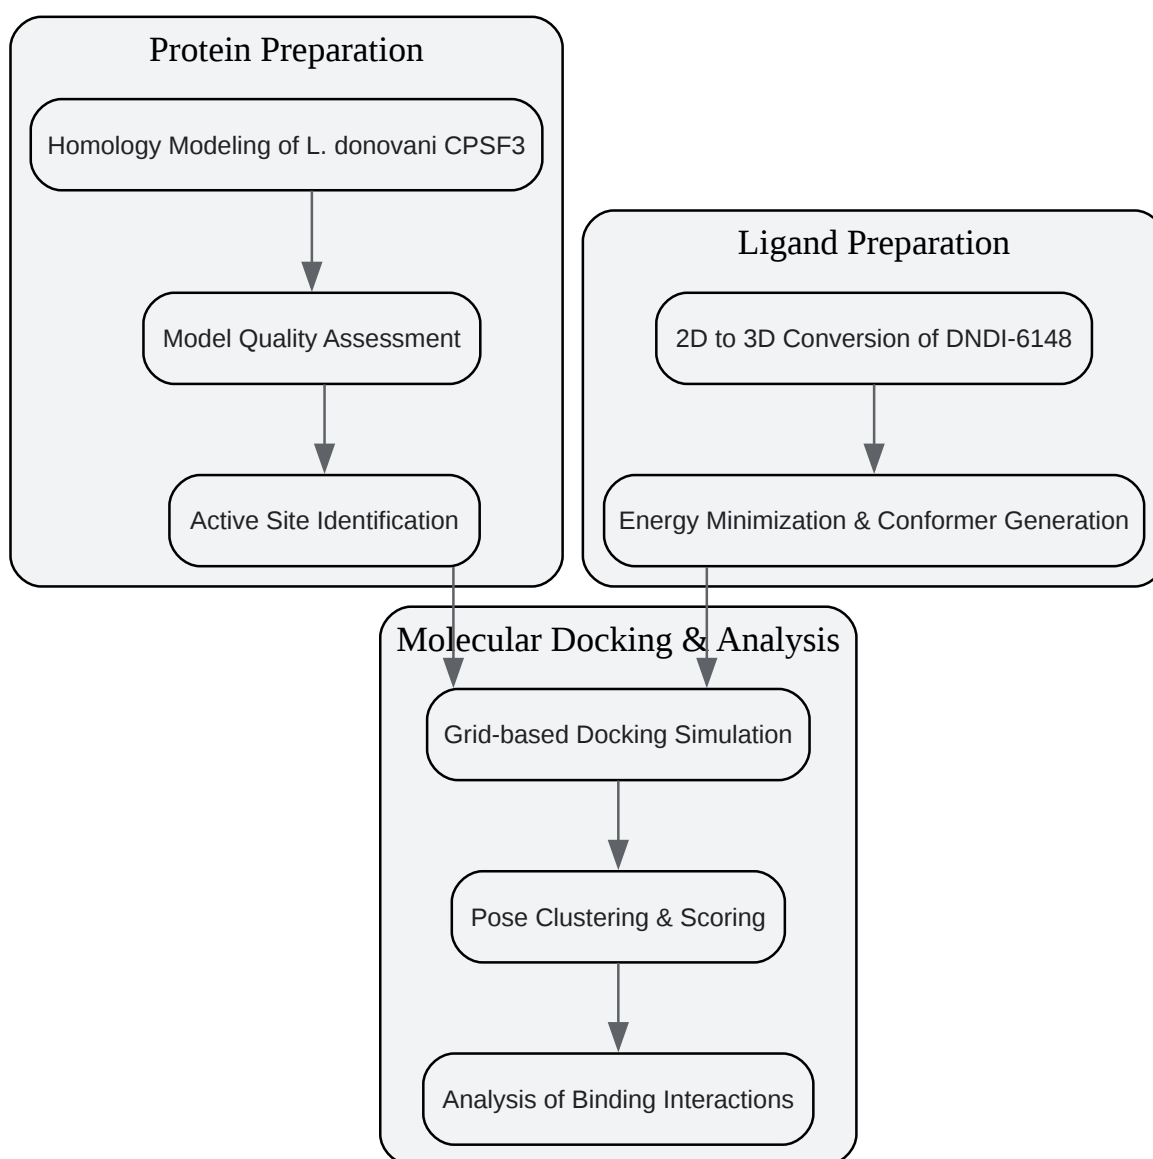 Protein Preparation
Homology Modeling of L. donovani CPSF3
Model Quality Assessment
Active Site Identification
Ligand Preparation
2D to 3D Conversion of DNDI-6148
Energy Minimization & Conformer Generation
Molecular Docking & Analysis
Grid-based Docking Simulation
Pose Clustering & Scoring
Analysis of Binding Interactions